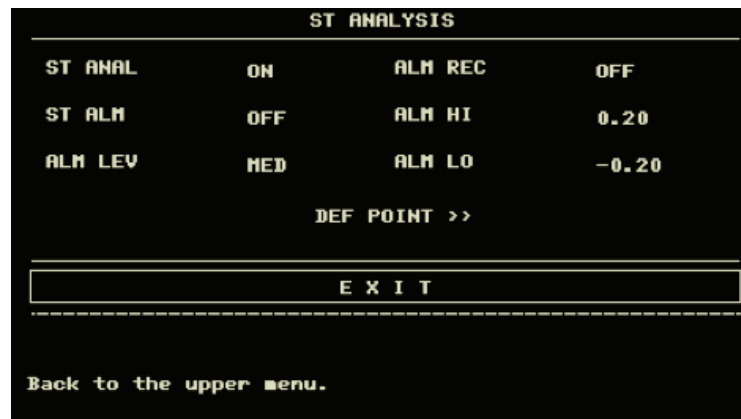 ST ANALYSIS
ST ANAL ON ALM REC OFF
ST ALM OFF ALM HI 0.20
ALM LEV MED ALM LO -0.20
DEF POINT >>
E X I T
Back to the upper menu.